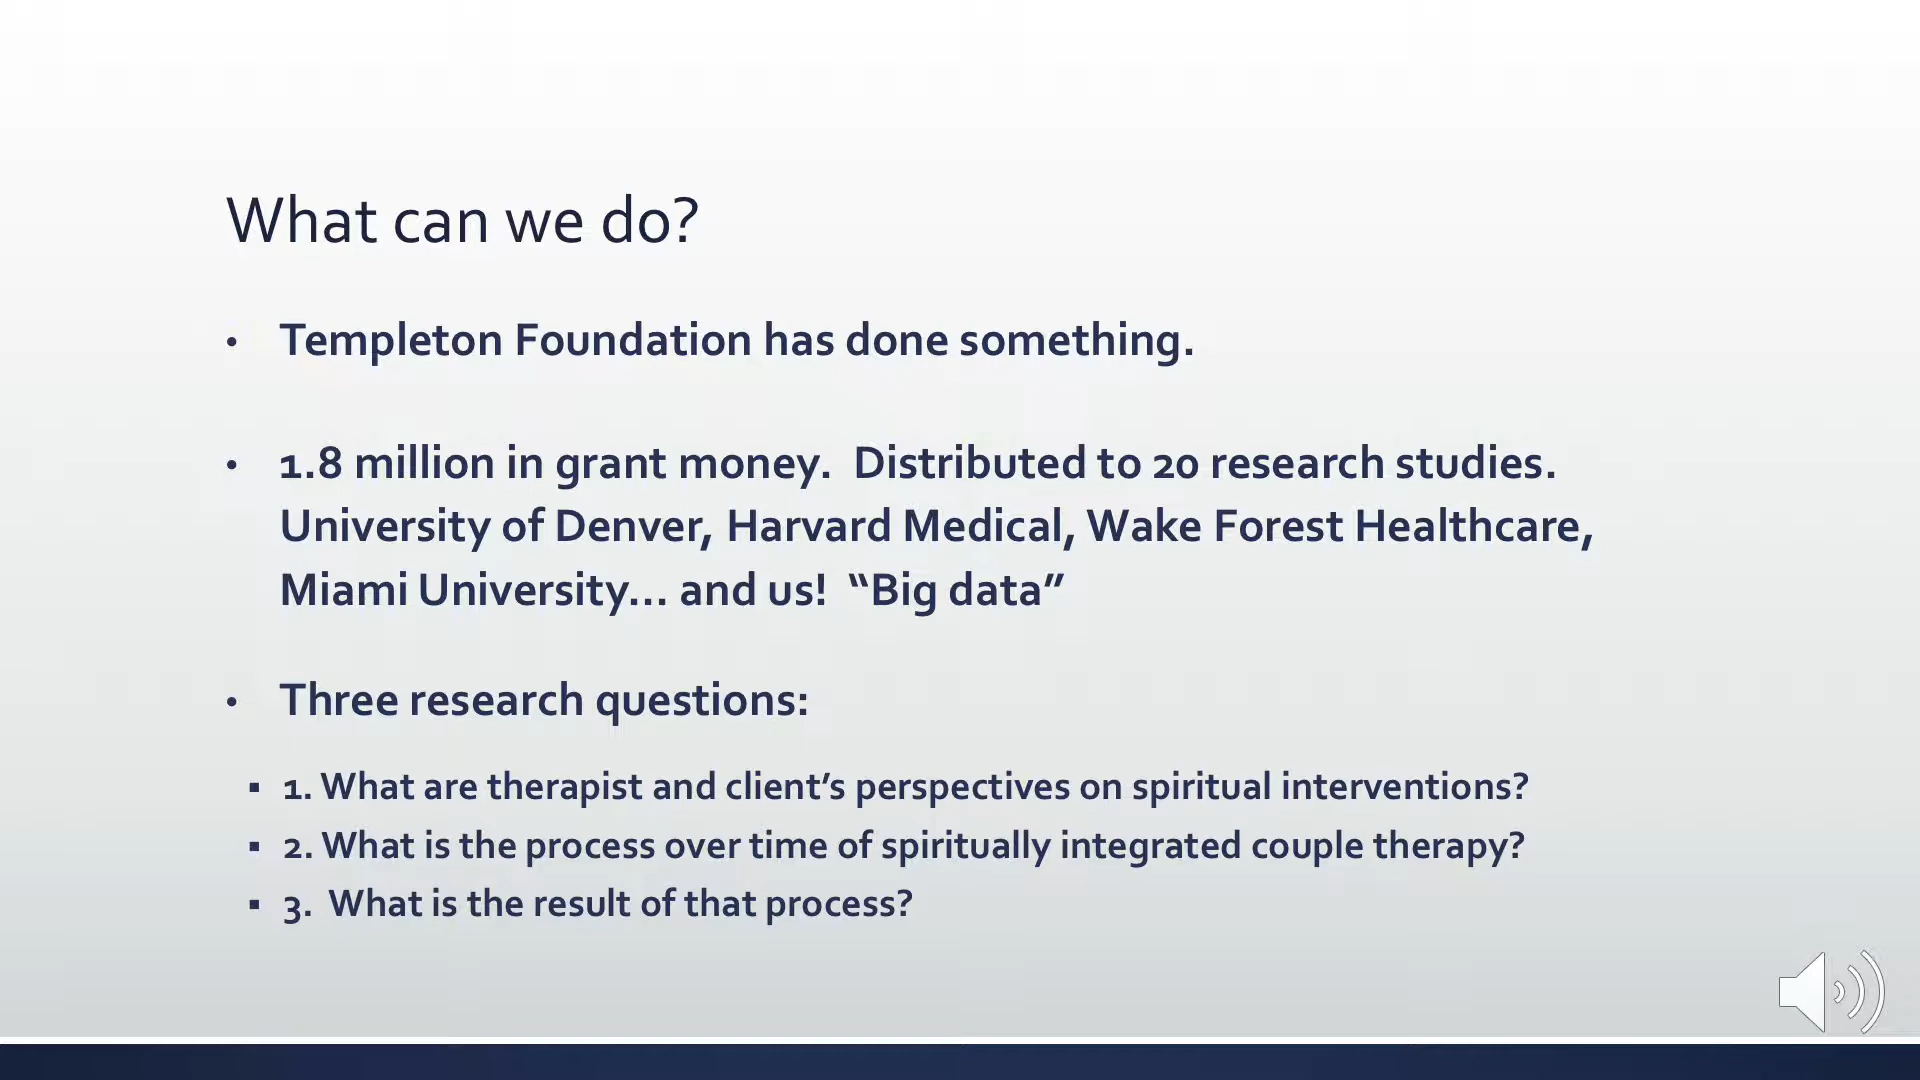 What can we do?
• Templeton Foundation has done something.
• 1.8 million in grant money.  Distributed to 20 research studies.
University of Denver, Harvard Medical, Wake Forest Healthcare,
Miami University… and us!  “Big data”
• Three research questions:
▪ 1. What are therapist and client’s perspectives on spiritual interventions?
▪ 2. What is the process over time of spiritually integrated couple therapy?
▪ 3.  What is the result of that process?